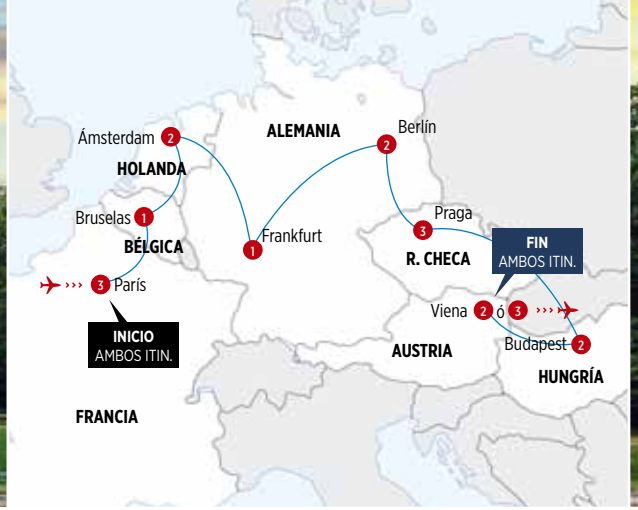 ALEMANIA
Berlín
2
Ámsterdam 2
HOLANDA
Bruselas 1
BÉLGICA
Frankfurt
1
Praga
3
R. CHECA
FIN
AMBOS ITIN.
3 París
INICIO
AMBOS ITIN.
Viena 2 ó 3
Budapest 2
AUSTRIA
HUNGRÍA
FRANCIA